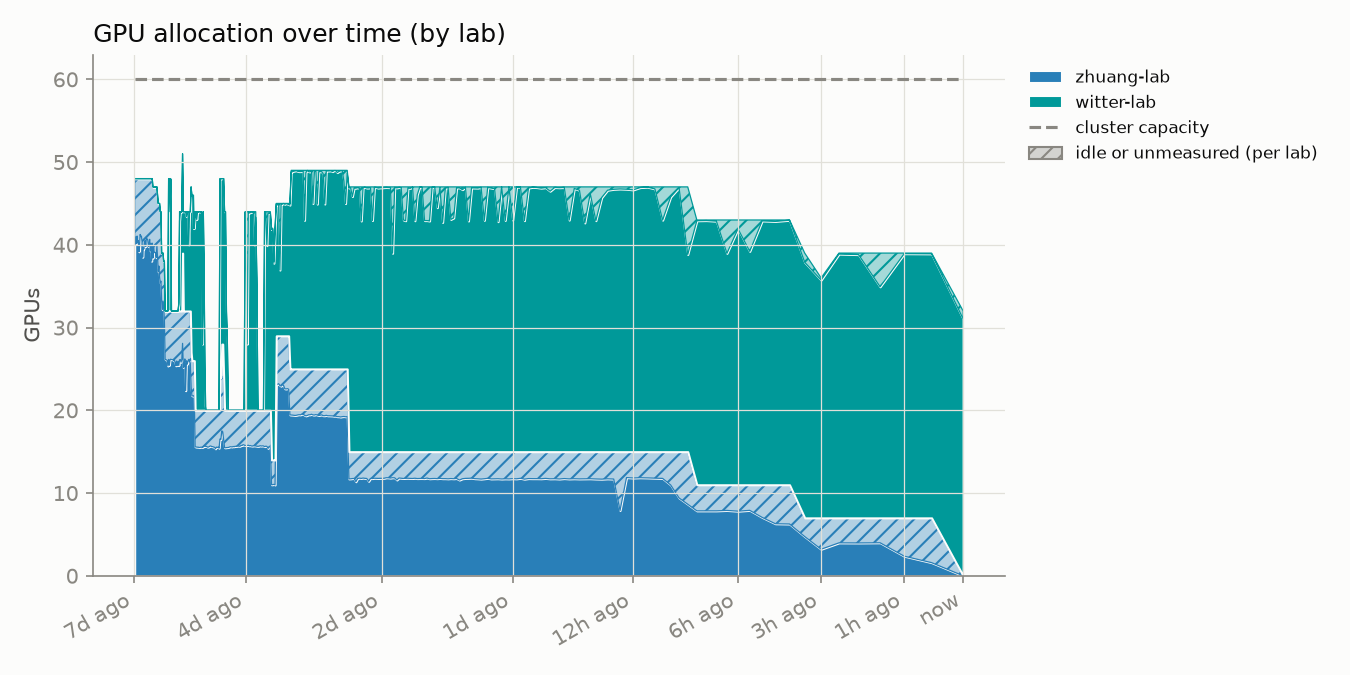 GPU allocation over time (by lab)
60
50
40
30
20
10
0
GPUs
7d ago
4d ago
2d ago
1d ago
12h ago
6h ago
3h ago
1h ago
now
zhuang-lab
witter-lab
cluster capacity
idle or unmeasured (per lab)